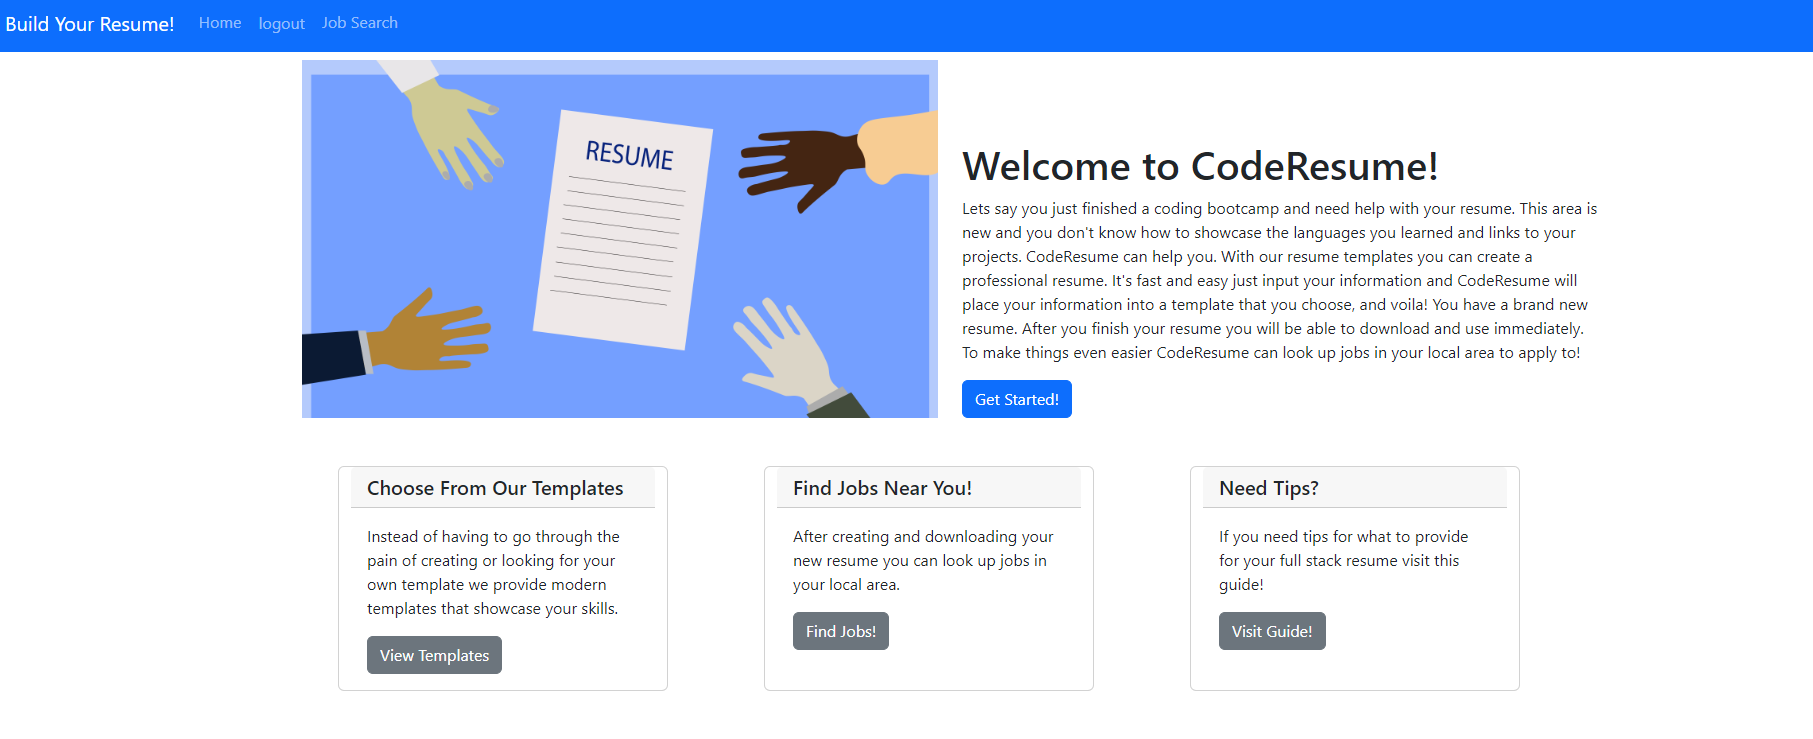 Build Your Resume! Home logout Job Search
RESUME
Welcome to CodeResume!
Lets say you just finished a coding bootcamp and need help with your resume. This area is
new and you don't know how to showcase the languages you learned and links to your
projects. CodeResume can help you. With our resume templates you can create a
professional resume. It's fast and easy just input your information and CodeResume will
place your information into a template that you choose, and voila! You have a brand new
resume. After you finish your resume you will be able to download and use immediately.
To make things even easier CodeResume can look up jobs in your local area to apply to!
Get Started!
Choose From Our Templates
Instead of having to go through the
pain of creating or looking for your
own template we provide modern
templates that showcase your skills.
View Templates
Find Jobs Near You!
After creating and downloading your
new resume you can look up jobs in
your local area.
Find Jobs!
Need Tips?
If you need tips for what to provide
for your full stack resume visit this
guide!
Visit Guide!